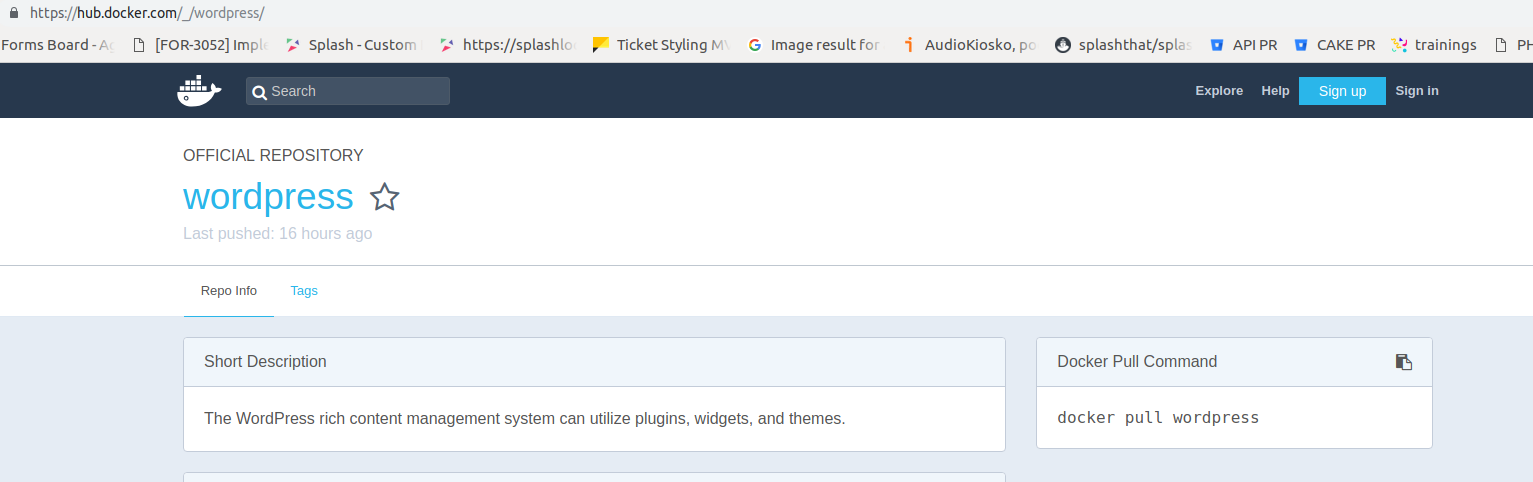 https://hub.docker.com/_/wordpress/
Forms Board - Ag [FOR-3052] Imple Splash - Custom https://splashlo Ticket Styling MV Image result for AudioKiosko, po splashthat/splas API PR CAKE PR trainings PH
Search Explore Help Sign up Sign in
OFFICIAL REPOSITORY
wordpress
Last pushed: 16 hours ago
Repo Info Tags
Short Description
The WordPress rich content management system can utilize plugins, widgets, and themes.
Docker Pull Command
docker pull wordpress